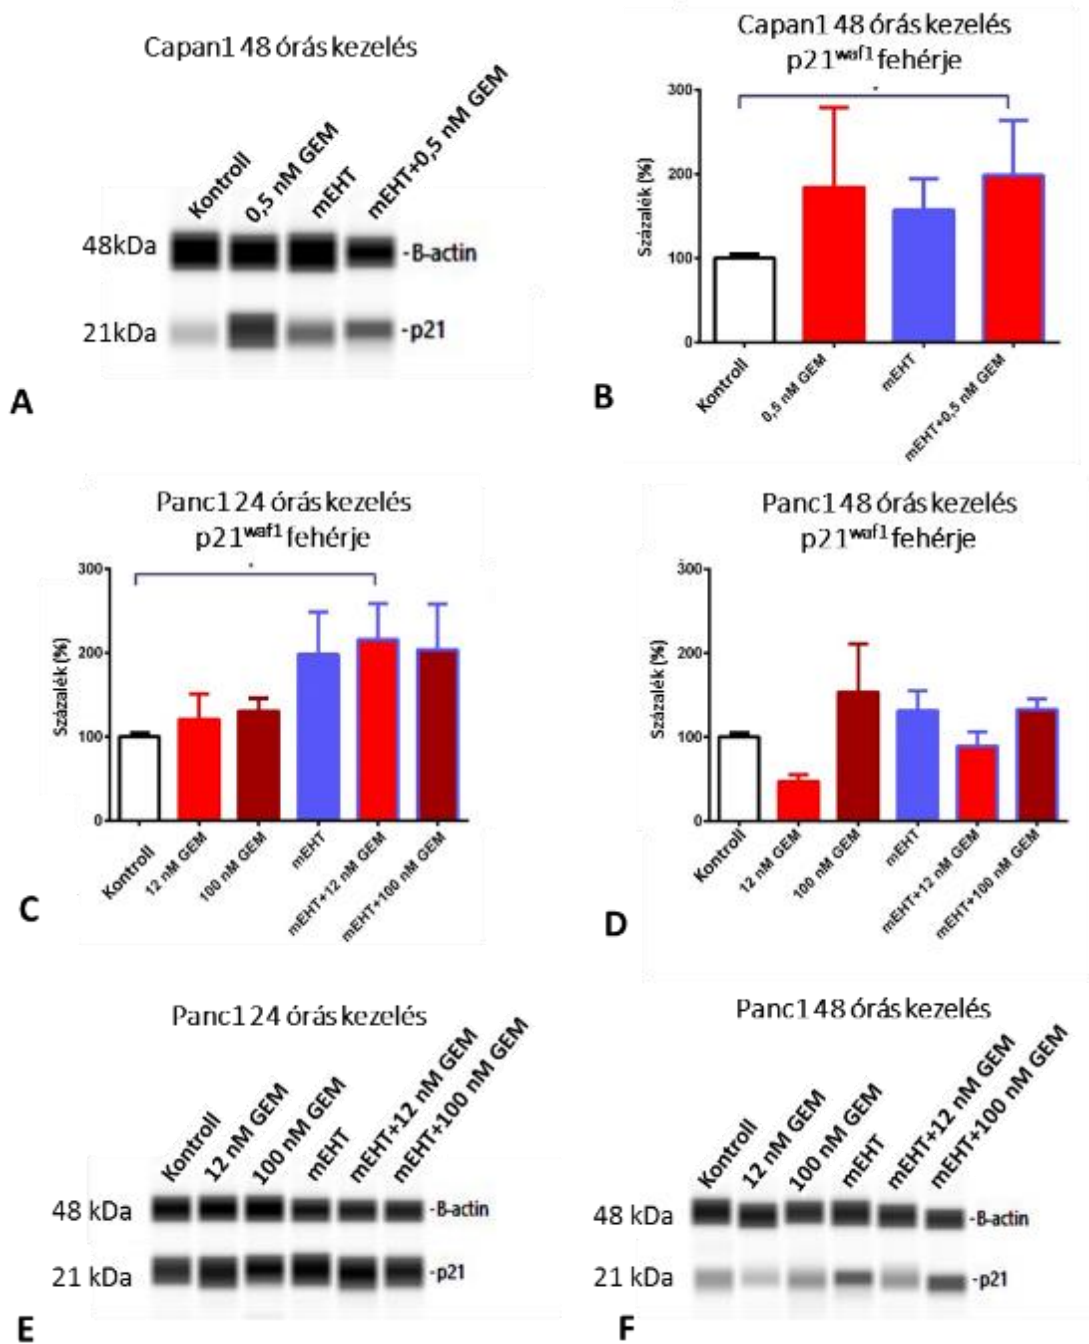 Capan1 48 órás kezelés
Kontroll
0,5 nM GEM
mEHT
mEHT+0,5 nM GEM
48kDa
-B-actin
21kDa
-p21
A
Capan1 48 órás kezelés
p21waf1 fehérje
*
Százalék (%)
300
200
100
0
Kontroll
0,5 nM GEM
mEHT
mEHT+0,5 nM GEM
B
Panc1 24 órás kezelés
p21waf1 fehérje
*
Százalék (%)
300
200
100
0
Kontroll
12 nM GEM
100 nM GEM
mEHT
mEHT+12 nM GEM
mEHT+100 nM GEM
C
Panc1 48 órás kezelés
p21waf1 fehérje
Százalék (%)
300
200
100
0
Kontroll
12 nM GEM
100 nM GEM
mEHT
mEHT+12 nM GEM
mEHT+100 nM GEM
D
Panc1 24 órás kezelés
Kontroll
12 nM GEM
100 nM GEM
mEHT
mEHT+12 nM GEM
mEHT+100 nM GEM
48 kDa
-B-actin
21 kDa
-p21
E
Panc1 48 órás kezelés
Kontroll
12 nM GEM
100 nM GEM
mEHT
mEHT+12 nM GEM
mEHT+100 nM GEM
48 kDa
-B-actin
21 kDa
-p21
F